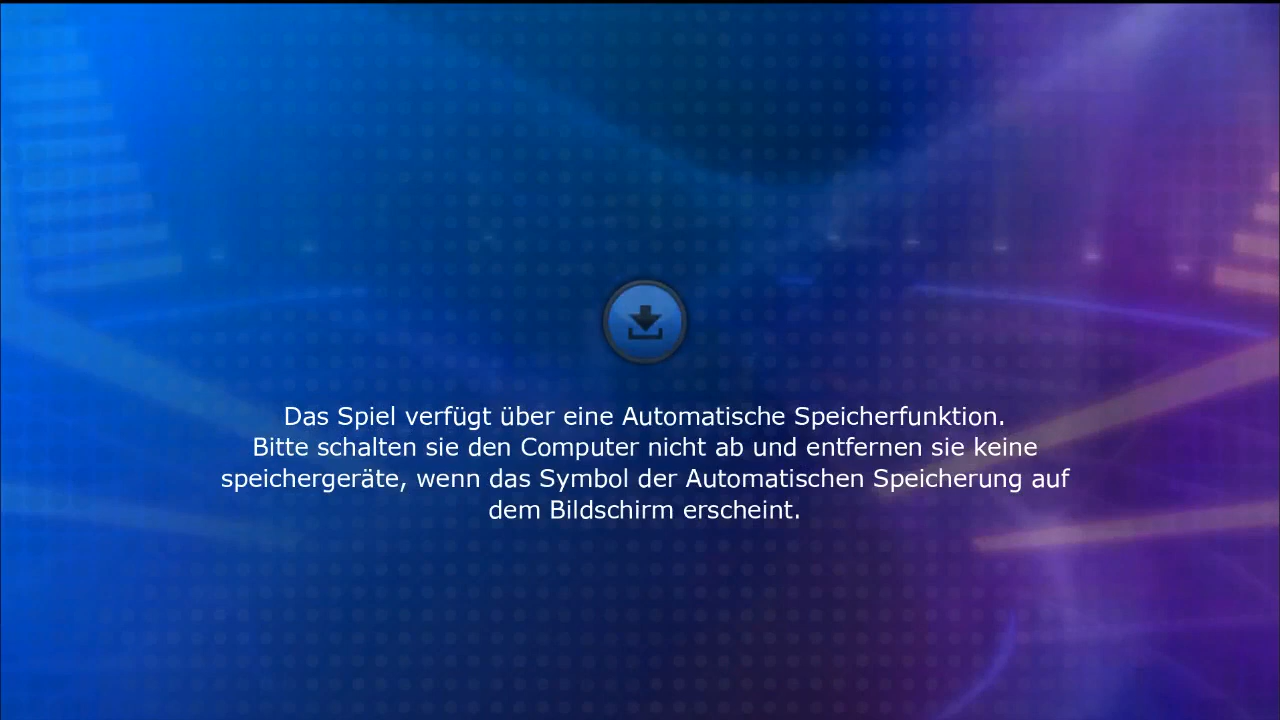 Das Spiel verfügt über eine Automatische Speicherfunktion.
Bitte schalten sie den Computer nicht ab und entfernen sie keine
speichergeräte, wenn das Symbol der Automatischen Speicherung auf
dem Bildschirm erscheint.